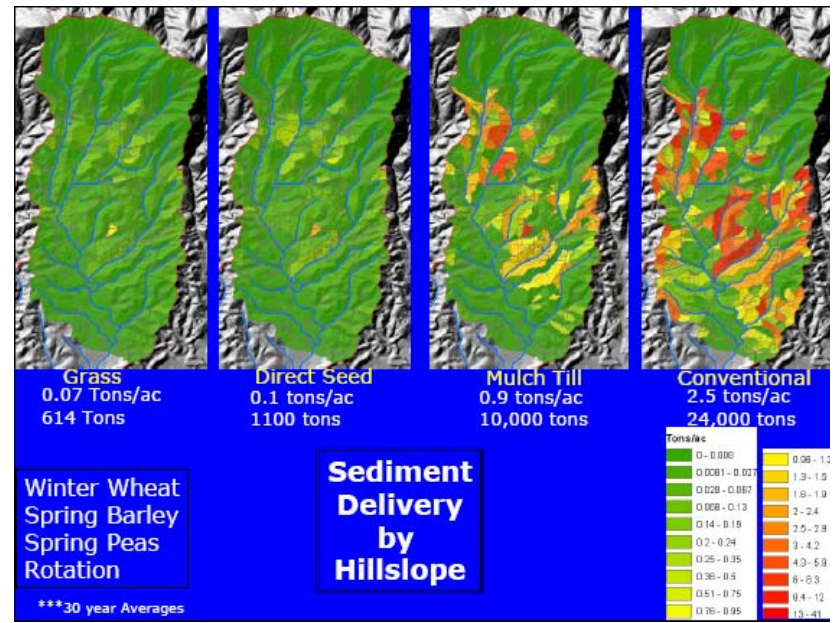 Grass
0.07 Tons/ac
614 Tons
Direct Seed
0.1 tons/ac
1100 tons
Mulch Till
0.9 tons/ac
10,000 tons
Conventional
2.5 tons/ac
24,000 tons
Winter Wheat
Spring Barley
Spring Peas
Rotation
***30 year Averages
Sediment
Delivery
by
Hillslope
Tons/ac
0 - 0.008
0.0081 - 0.027
0.028 - 0.067
0.068 - 0.13
0.14 - 0.19
0.2 - 0.24
0.25 - 0.35
0.36 - 0.5
0.51 - 0.75
0.76 - 0.95
0.96 - 1.2
1.3 - 1.5
1.6 - 1.9
2 - 2.4
2.5 - 2.9
3 - 4.2
4.3 - 5.9
6 - 8.3
8.4 - 12
13 - 41